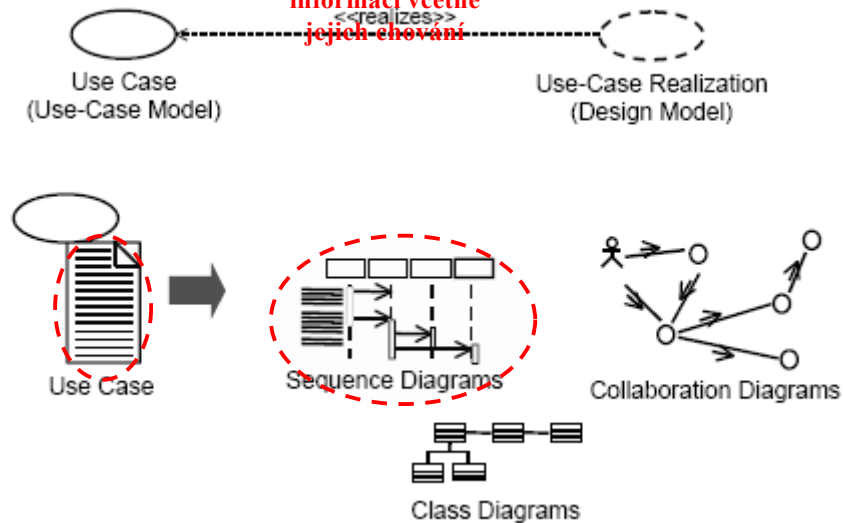 informací včetně
<<realizes>>
jejich chování
Use Case
(Use-Case Model)
Use-Case Realization
(Design Model)
Use Case
Sequence Diagrams
Collaboration Diagrams
Class Diagrams